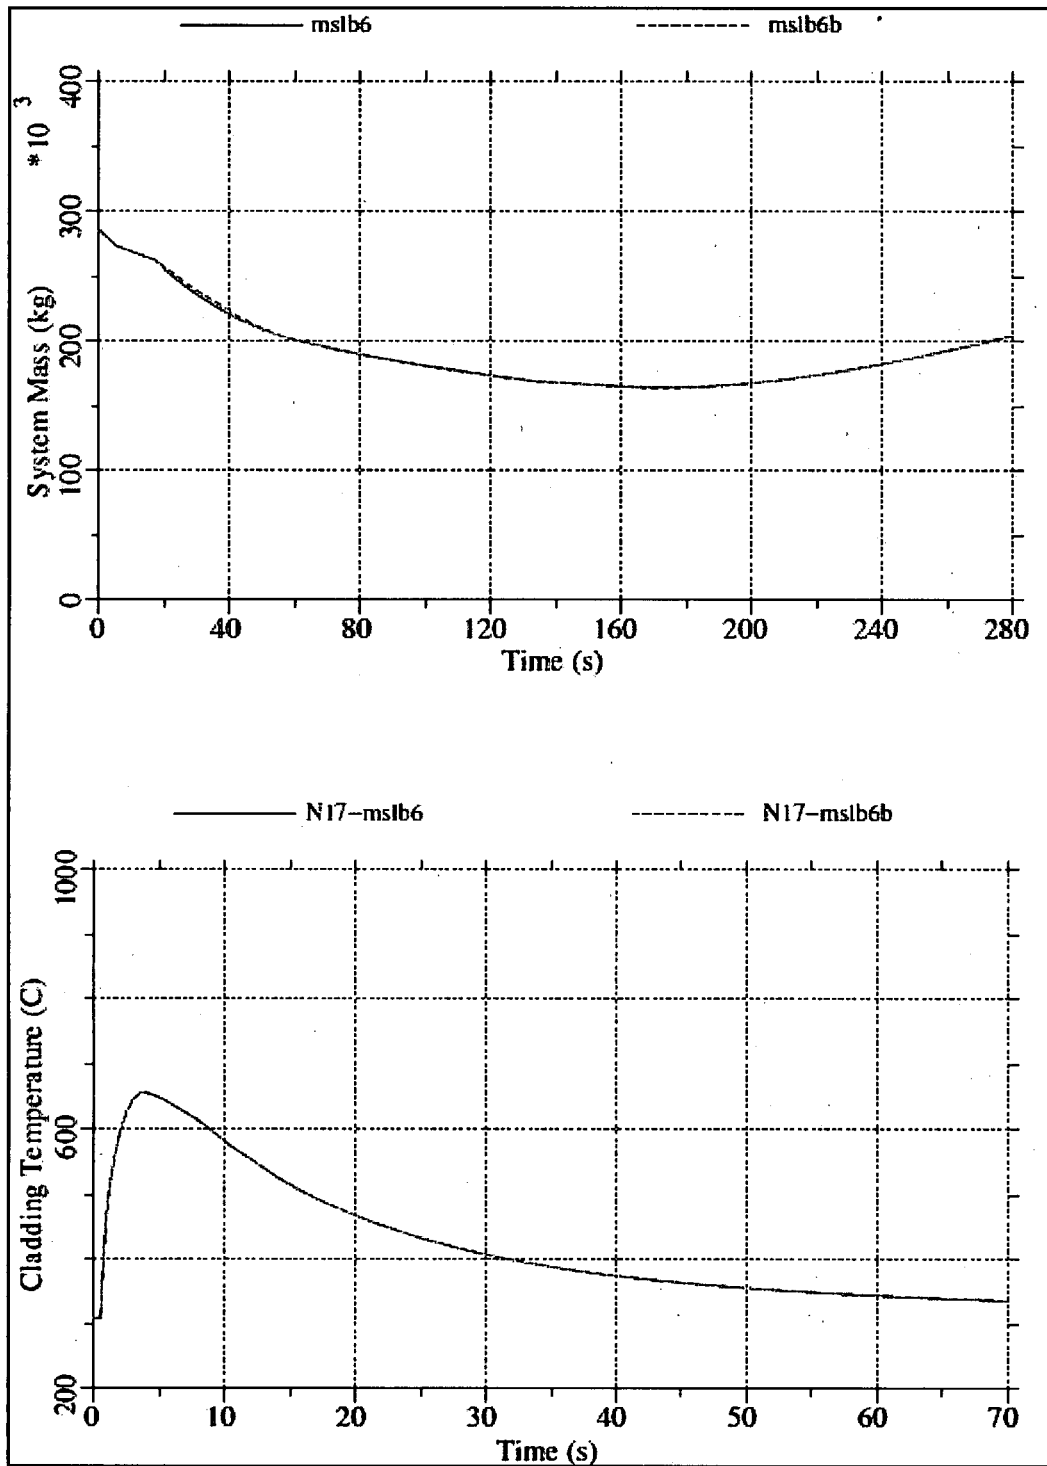 mslb6 mslb6b
*10 3
System Mass (kg)
400
300
200
100
0
0 40 80 120 160 200 240 280
Time (s)
N17-mslb6 N17-mslb6b
Cladding Temperature (C)
1000
600
200
0 10 20 30 40 50 60 70
Time (s)